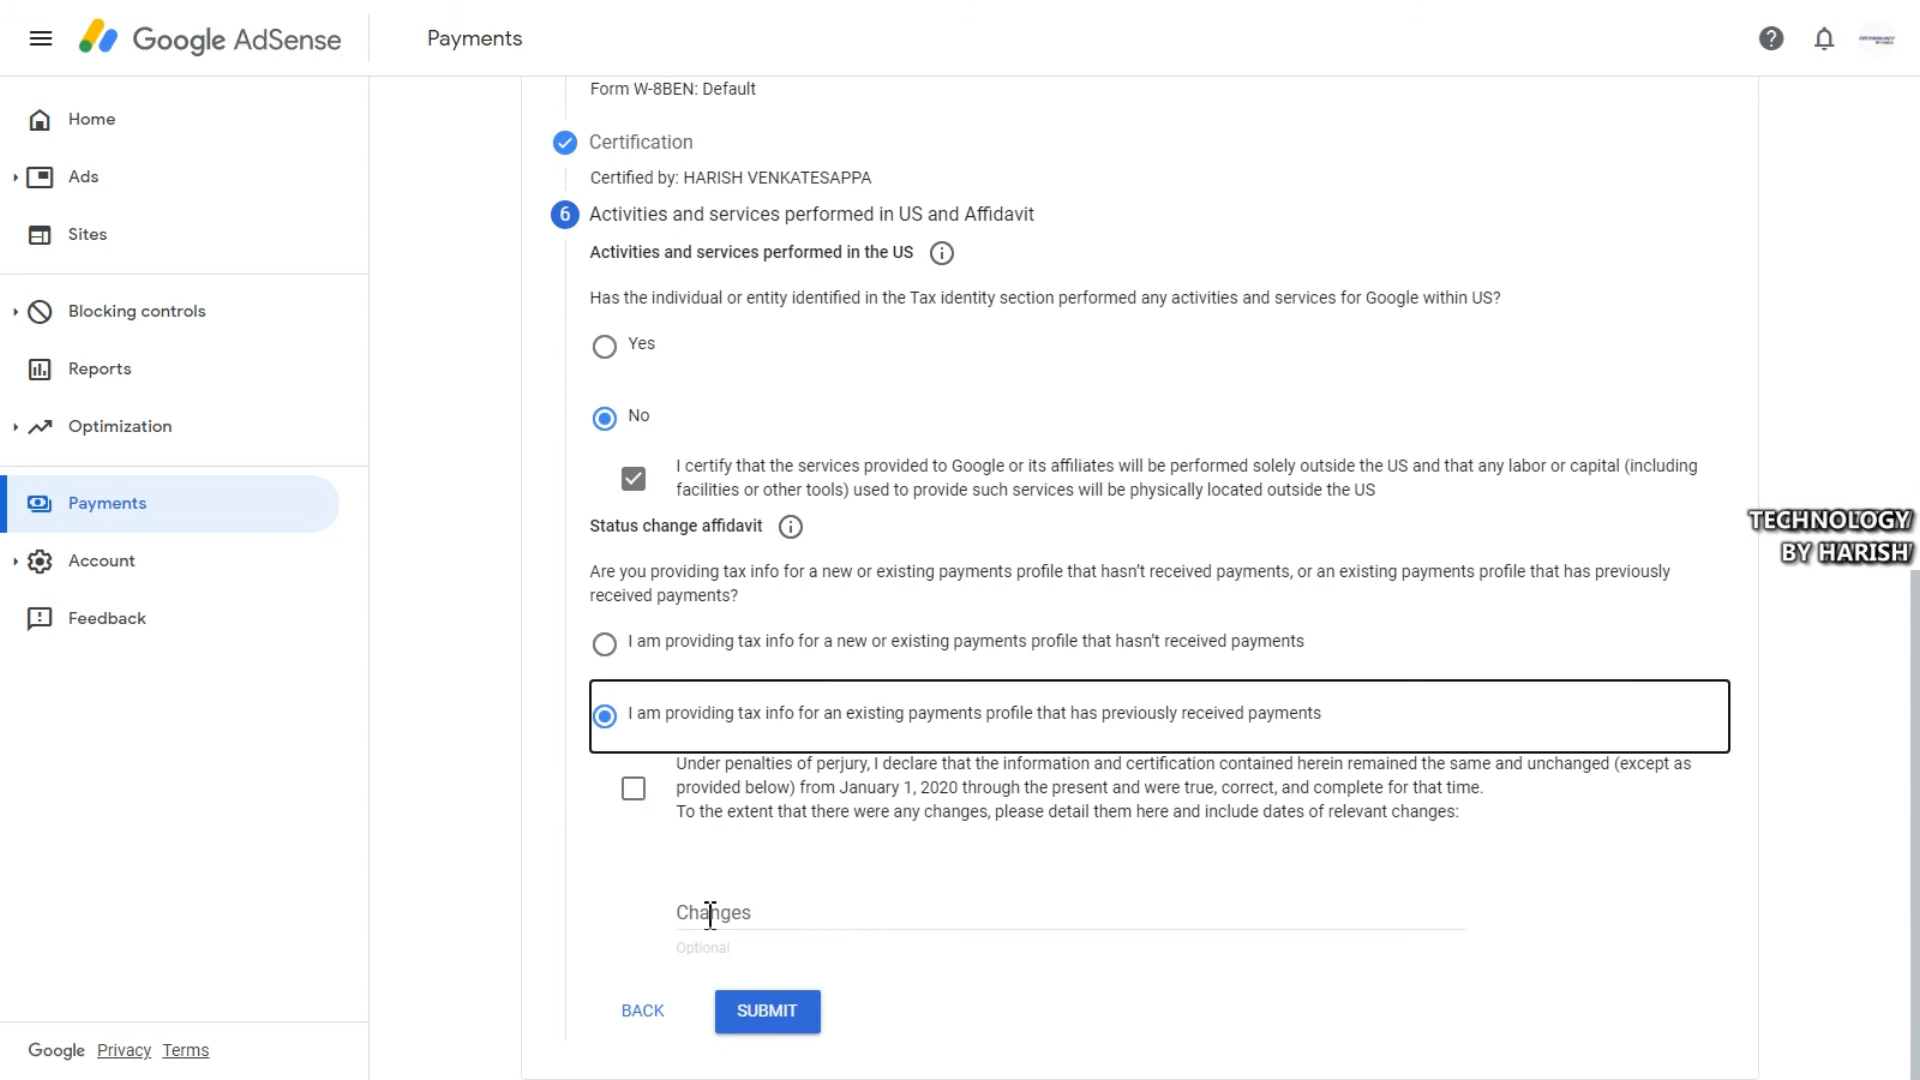 Google AdSense
Payments
Home
Ads
Sites
Blocking controls
Reports
Optimization
Payments
Account
Feedback
Google Privacy Terms
Form W-8BEN: Default
Certification
Certified by: HARISH VENKATESAPPA
6 Activities and services performed in US and Affidavit
Activities and services performed in the US
Has the individual or entity identified in the Tax identity section performed any activities and services for Google within US?
Yes
No
I certify that the services provided to Google or its affiliates will be performed solely outside the US and that any labor or capital (including
facilities or other tools) used to provide such services will be physically located outside the US
Status change affidavit
Are you providing tax info for a new or existing payments profile that hasn't received payments, or an existing payments profile that has previously
received payments?
I am providing tax info for a new or existing payments profile that hasn't received payments
I am providing tax info for an existing payments profile that has previously received payments
Under penalties of perjury, I declare that the information and certification contained herein remained the same and unchanged (except as
provided below) from January 1, 2020 through the present and were true, correct, and complete for that time.
To the extent that there were any changes, please detail them here and include dates of relevant changes:
Changes
Optional
BACK
SUBMIT
TECHNOLOGY
BY HARISH